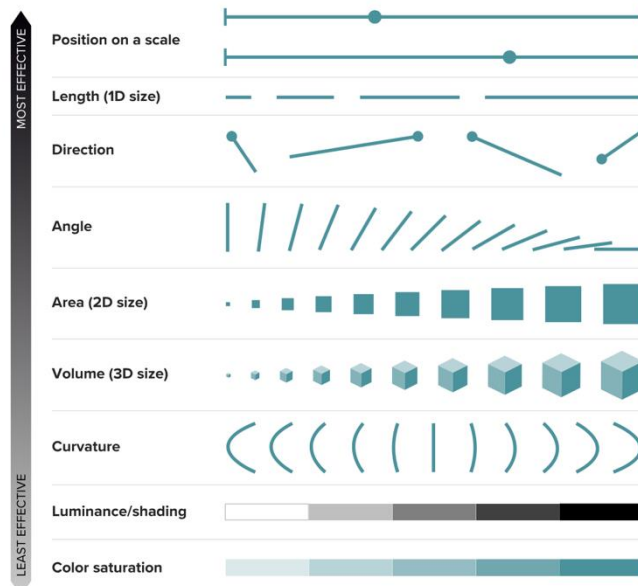 MOST EFFECTIVE
Position on a scale
Length (1D size)
Direction
Angle
Area (2D size)
Volume (3D size)
Curvature
Luminance/shading
Color saturation
LEAST EFFECTIVE